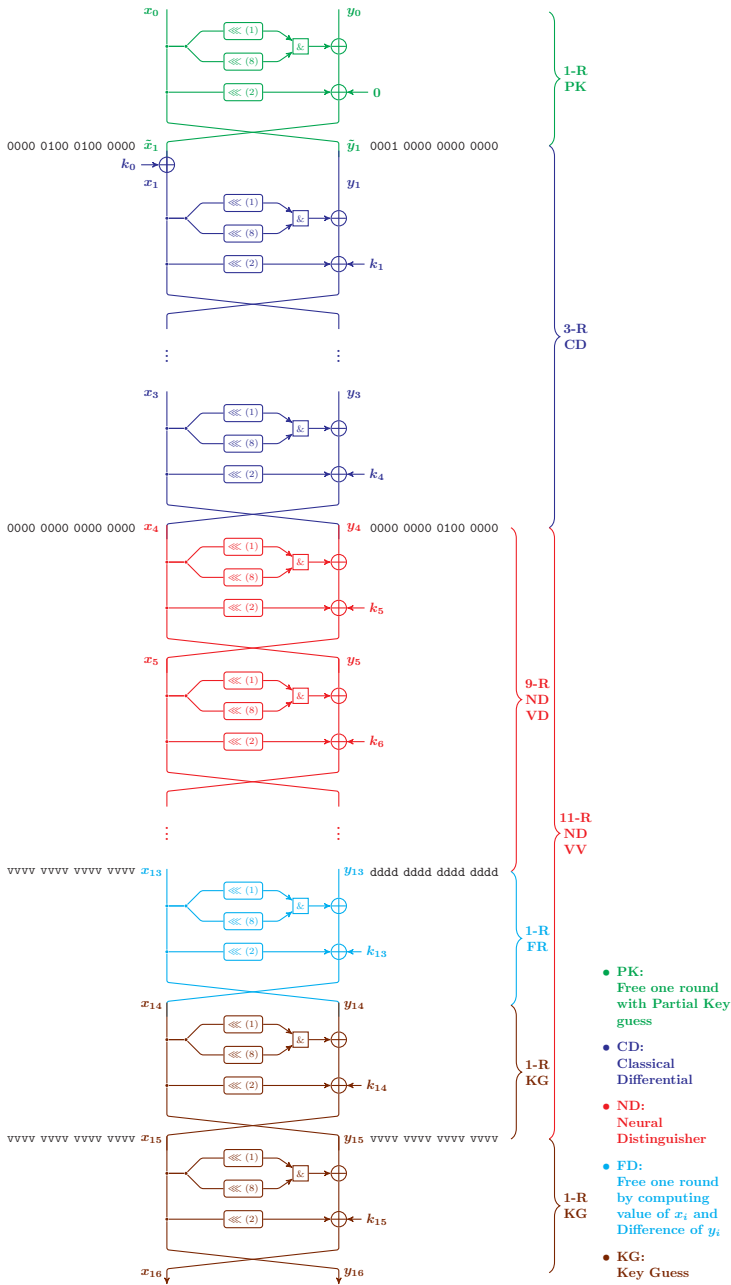 x0 y0
⋘ (1)
&
⋘ (8)
1-R
PK
⋘ (2) 0
0000 0100 0100 0000 x̃1 ỹ1 0001 0000 0000 0000
k0
x1 y1
⋘ (1)
&
⋘ (8)
⋘ (2) k1
3-R
CD
⋮ ⋮
x3 y3
⋘ (1)
&
⋘ (8)
⋘ (2) k4
0000 0000 0000 0000 x4 y4 0000 0000 0100 0000
⋘ (1)
&
⋘ (8)
⋘ (2) k5
x5 y5
⋘ (1)
&
⋘ (8)
9-R
ND
VD
⋘ (2) k6
⋮ ⋮
11-R
ND
VV
vvvv vvvv vvvv vvvv x13 y13 dddd dddd dddd dddd
⋘ (1)
&
⋘ (8)
1-R
FR
⋘ (2) k13
x14 y14
⋘ (1)
&
⋘ (8)
1-R
KG
⋘ (2) k14
vvvv vvvv vvvv vvvv x15 y15 vvvv vvvv vvvv vvvv
⋘ (1)
&
⋘ (8)
1-R
KG
⋘ (2) k15
x16 y16
• PK:
Free one round
with Partial Key
guess
• CD:
Classical
Differential
• ND:
Neural
Distinguisher
• FD:
Free one round
by computing
value of xi and
Difference of yi
• KG:
Key Guess